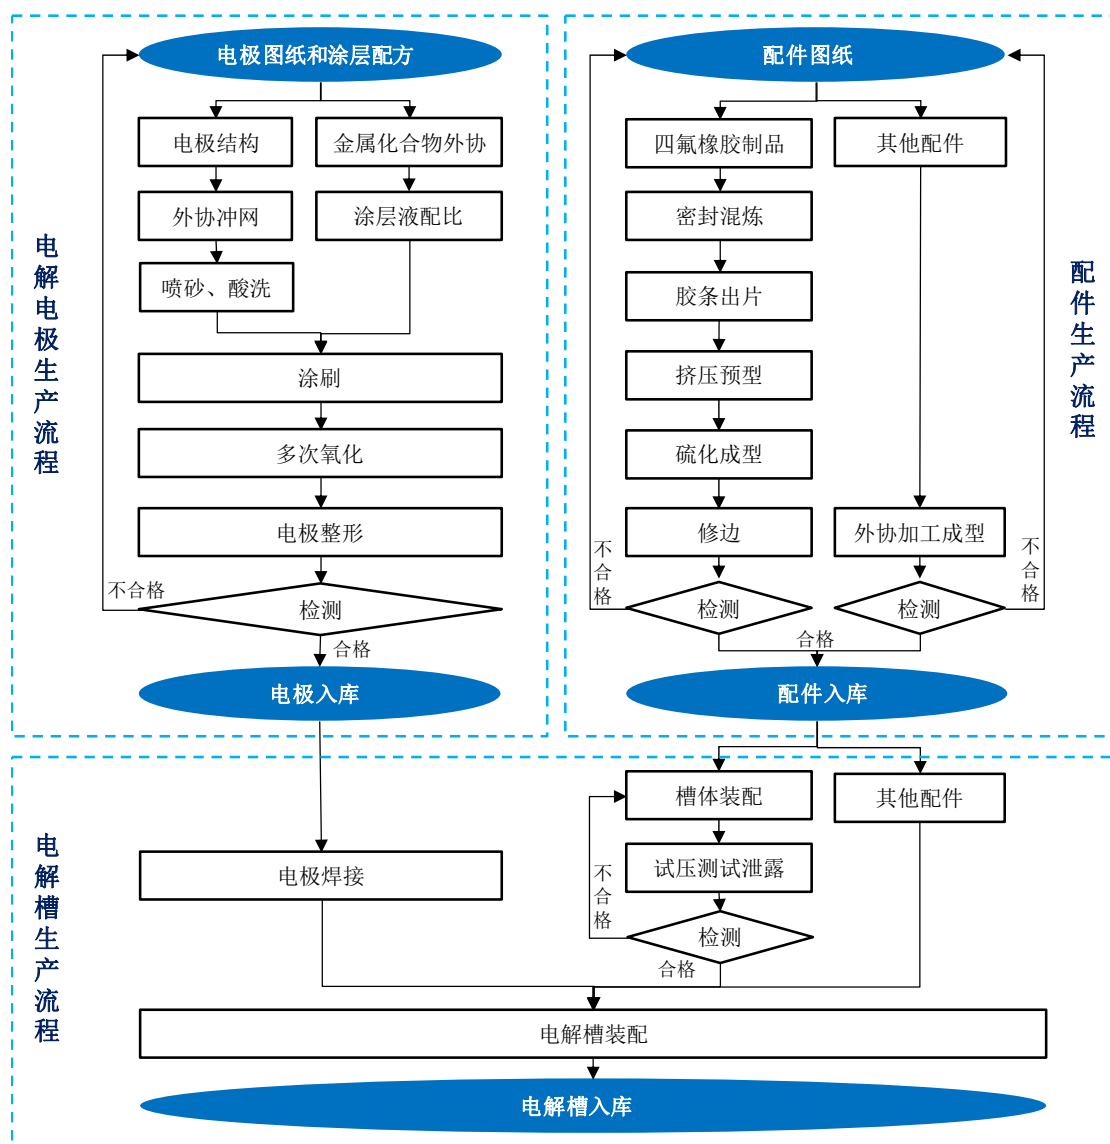 电解电极生产流程
电极图纸和涂层配方
电极结构
金属化合物外协
外协冲网
涂层液配比
喷砂、酸洗
涂刷
多次氧化
电极整形
不合格
检测
合格
电极入库
配件生产流程
配件图纸
四氟橡胶制品
其他配件
密封混炼
胶条出片
挤压预型
硫化成型
修边
外协加工成型
不合格
不合格
检测
检测
合格
配件入库
电解槽生产流程
槽体装配
其他配件
电极焊接
试压测试泄露
不合格
检测
合格
电解槽装配
电解槽入库